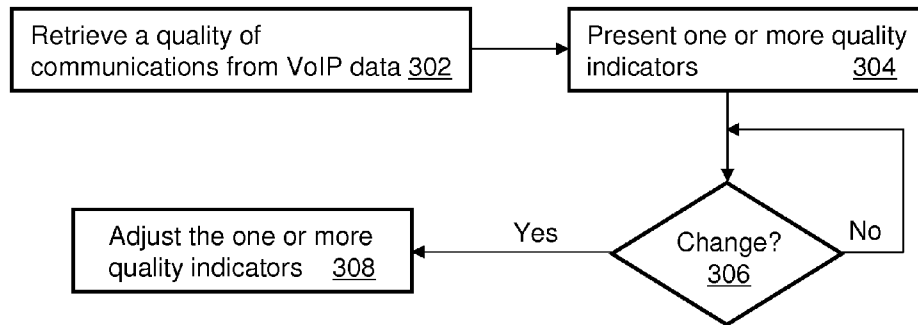 Retrieve a quality of
communications from VoIP data 302
Present one or more quality
indicators 304
Change?
306
No
Yes
Adjust the one or more
quality indicators 308